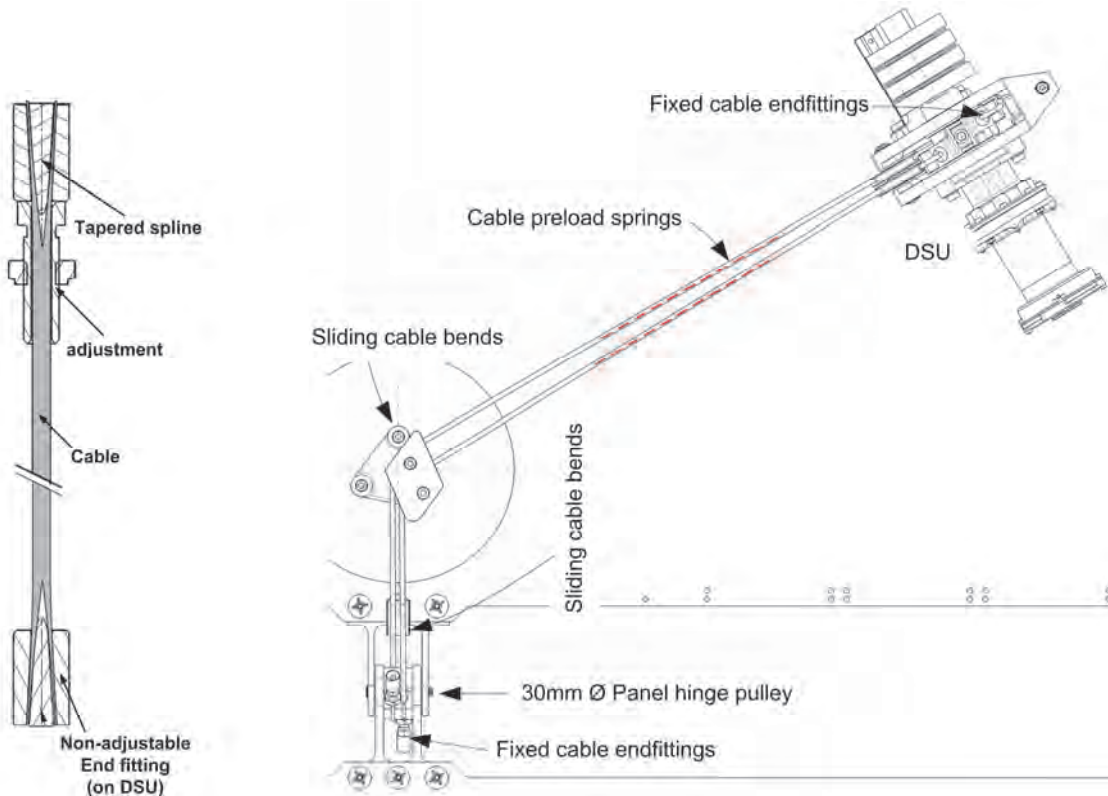 Tapered spline
adjustment
Cable
Non-adjustable
End fitting
(on DSU)
Fixed cable endfittings
Cable preload springs
DSU
Sliding cable bends
Sliding cable bends
30mm Ø Panel hinge pulley
Fixed cable endfittings